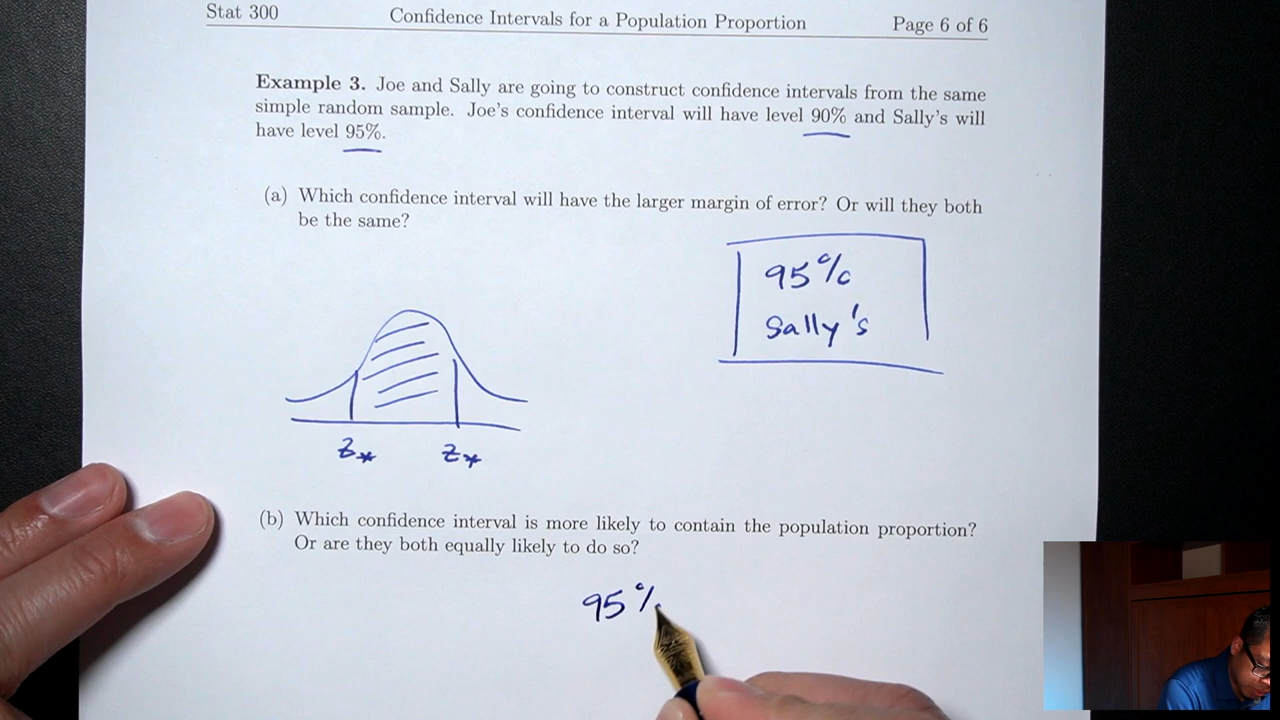 Stat 300 Confidence Intervals for a Population Proportion Page 6 of 6
Example 3. Joe and Sally are going to construct confidence intervals from the same
simple random sample. Joe's confidence interval will have level 90% and Sally's will
have level 95%.
(a) Which confidence interval will have the larger margin of error? Or will they both
be the same?
95%
Sally's
z* z*
(b) Which confidence interval is more likely to contain the population proportion?
Or are they both equally likely to do so?
95%